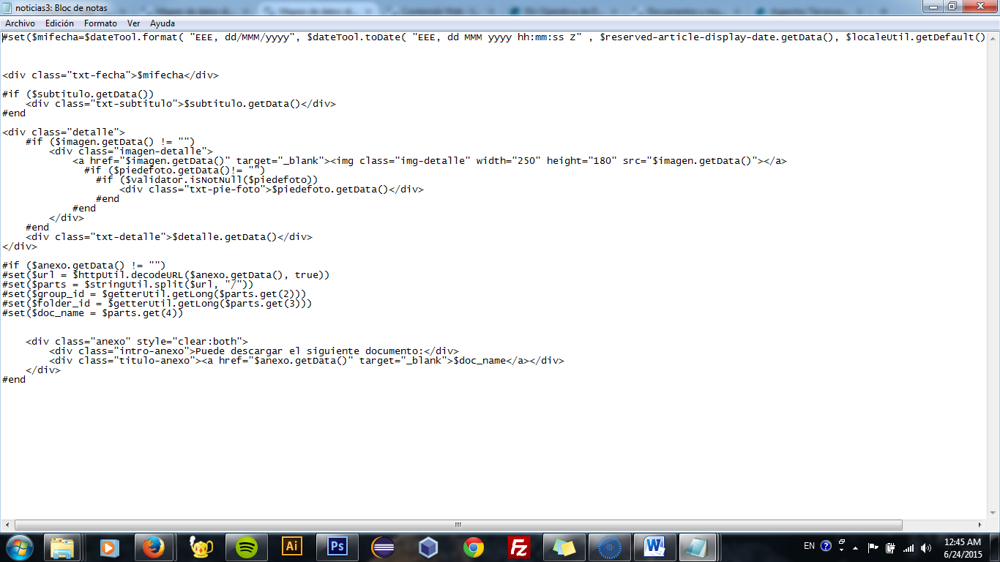 noticias3: Bloc de notas
Archivo Edición Formato Ver Ayuda
#set($mifecha=$dateTool.format( "EEE, dd/MMM/yyyy", $dateTool.toDate( "EEE, dd MMM yyyy hh:mm:ss Z" , $reserved-article-display-date.getData(), $localeUtil.getDefault()
<div class="txt-fecha">$mifecha</div>
#if ($subtitulo.getData())
<div class="txt-subtitulo">$subtitulo.getData()</div>
#end
<div class="detalle">
#if ($imagen.getData() != "")
<div class="imagen-detalle">
<a href="$imagen.getData()" target="_blank"><img class="img-detalle" width="250" height="180" src="$imagen.getData()"></a>
#if ($piedefoto.getData()!= "")
#if ($validator.isNotNull($piedefoto))
<div class="txt-pie-foto">$piedefoto.getData()</div>
#end
#end
</div>
#end
<div class="txt-detalle">$detalle.getData()</div>
</div>
#if ($anexo.getData() != "")
#set($url = $httpUtil.decodeURL($anexo.getData(), true))
#set($parts = $stringUtil.split($url, "/"))
#set($group_id = $getterUtil.getLong($parts.get(2)))
#set($folder_id = $getterUtil.getLong($parts.get(3)))
#set($doc_name = $parts.get(4))
<div class="anexo" style="clear:both">
<div class="intro-anexo">Puede descargar el siguiente documento:</div>
<div class="titulo-anexo"><a href="$anexo.getData()" target="_blank">$doc_name</a></div>
</div>
#end
Ai
Ps
Fz
W
EN
12:45 AM
6/24/2015